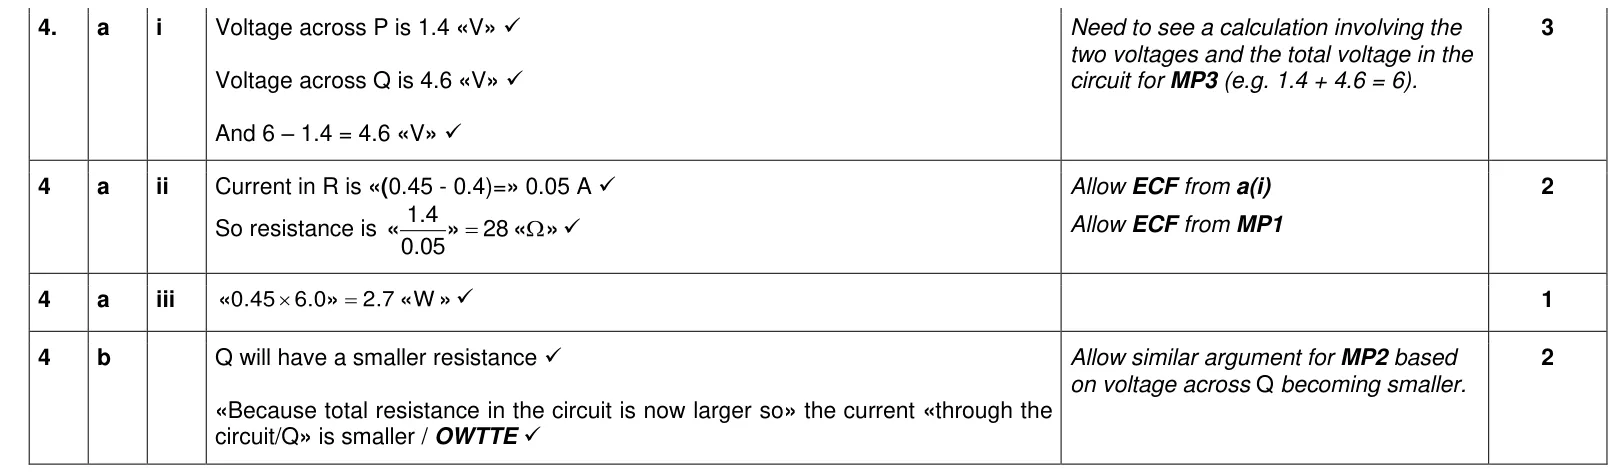 4. a i Voltage across P is 1.4 «V» ✓ Need to see a calculation involving the 3
two voltages and the total voltage in the
Voltage across Q is 4.6 «V» ✓ circuit for MP3 (e.g. 1.4 + 4.6 = 6).
And 6 – 1.4 = 4.6 «V» ✓
4 a ii Current in R is «(0.45 - 0.4)=» 0.05 A ✓ Allow ECF from a(i) 2
So resistance is «1.4/0.05» = 28 «Ω» ✓ Allow ECF from MP1
4 a iii «0.45 × 6.0» = 2.7 «W » ✓ 1
4 b Q will have a smaller resistance ✓ Allow similar argument for MP2 based 2
on voltage across Q becoming smaller.
«Because total resistance in the circuit is now larger so» the current «through the
circuit/Q» is smaller / OWTTE ✓